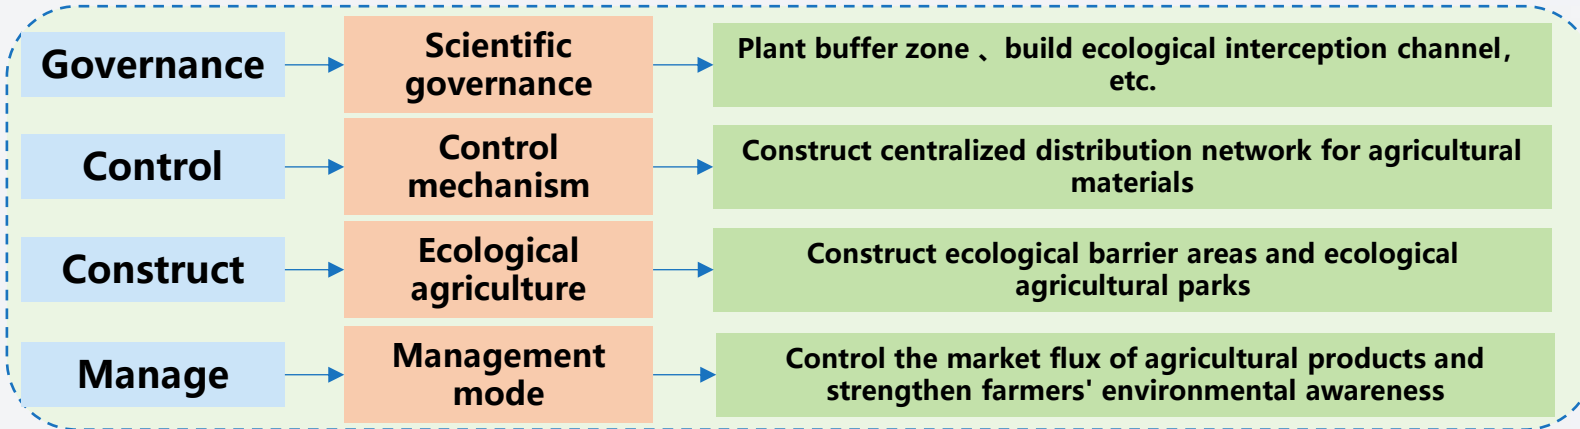 Governance
Scientific
governance
Plant buffer zone 、build ecological interception channel,
etc.
Control
Control
mechanism
Construct centralized distribution network for agricultural
materials
Construct
Ecological
agriculture
Construct ecological barrier areas and ecological
agricultural parks
Manage
Management
mode
Control the market flux of agricultural products and
strengthen farmers' environmental awareness